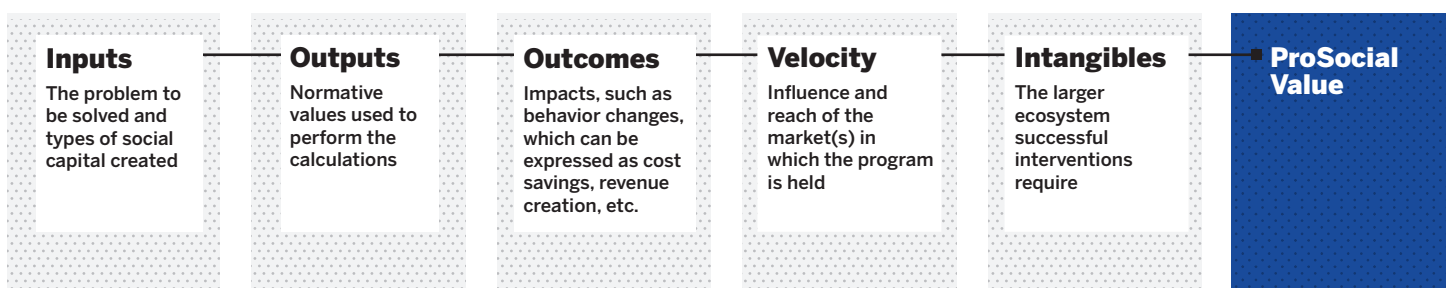 Inputs
The problem to
be solved and
types of social
capital created
Outputs
Normative
values used to
perform the
calculations
Outcomes
Impacts, such as
behavior changes,
which can be
expressed as cost
savings, revenue
creation, etc.
Velocity
Influence and
reach of the
market(s) in
which the program
is held
Intangibles
The larger
ecosystem
successful
interventions
require
ProSocial
Value